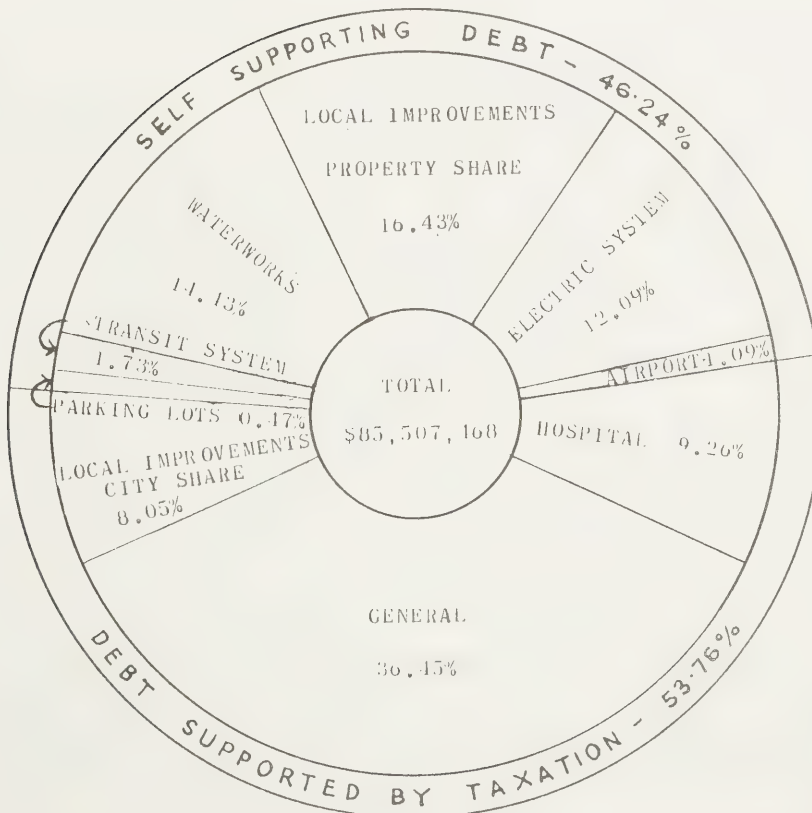 SELF SUPPORTING DEBT - 46.24%
LOCAL IMPROVEMENTS
PROPERTY SHARE
16.43%
WATERWORKS
14.43%
ELECTRIC SYSTEM
12.09%
TRANSIT SYSTEM
1.73%
AIRPORT-1.09%
TOTAL
$85,507,468
PARKING LOTS 0.47%
HOSPITAL 9.26%
LOCAL IMPROVEMENTS
CITY SHARE
8.05%
GENERAL
36.45%
DEBT SUPPORTED BY TAXATION - 53.76%